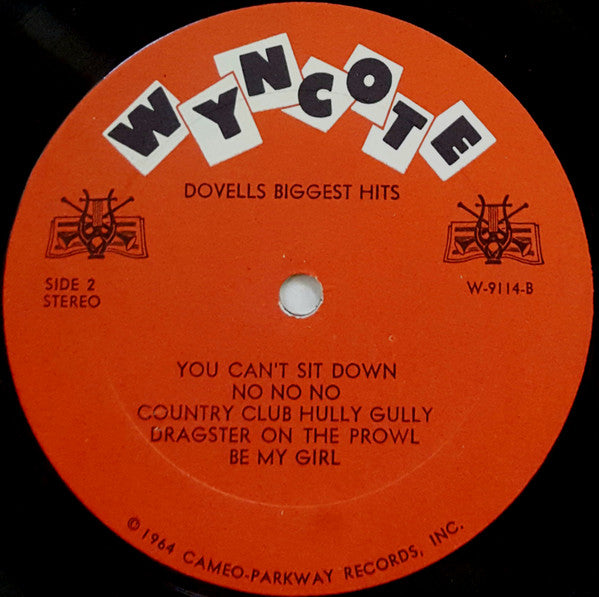 WYNCOTE
DOVELLS BIGGEST HITS
SIDE 2
STEREO
W-9114-B
YOU CAN'T SIT DOWN
NO NO NO
COUNTRY CLUB HULLY GULLY
DRAGSTER ON THE PROWL
BE MY GIRL
© 1964 CAMEO-PARKWAY RECORDS, INC.